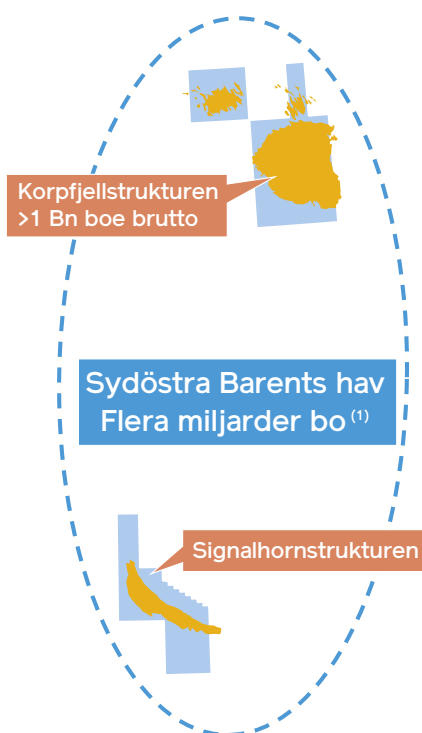 Korpfjellstrukturen
>1 Bn boe brutto
Sydöstra Barents hav
Flera miljarder bo (1)
Signalhornstrukturen